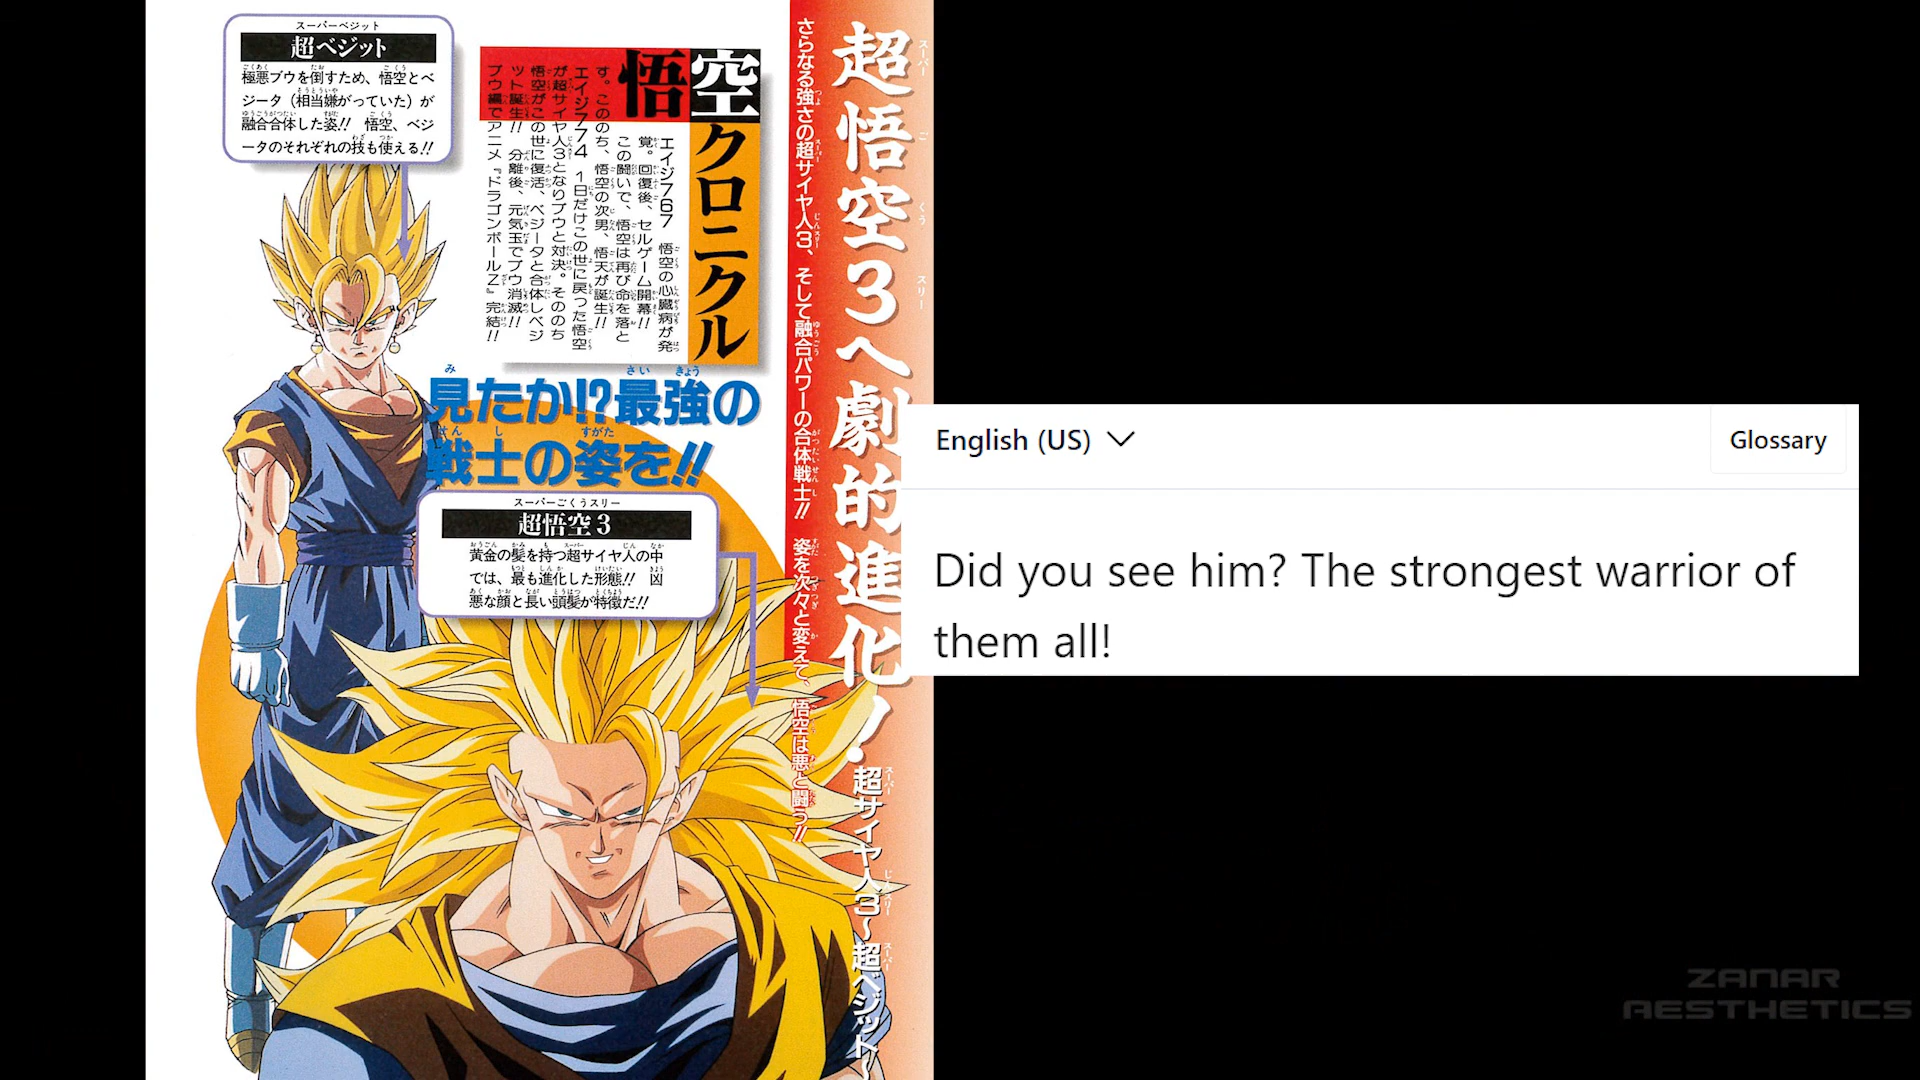 超悟空3へ劇的進化!
超サイヤ人3〜超ベジット〜
さらなる強さの超サイヤ人3、そして融合パワーの合体戦士!! 姿を次々と変えて、悟空は悪と闘う!!
悟空クロニクル
エイジ767 悟空の心臓病が発
覚。回復後、セルゲーム開幕!!
この闘いで、悟空は再び命を落と
す。こののち、悟空の次男、悟天が誕生!!
エイジ774 1日だけこの世に戻った悟空
が超サイヤ人3となりブウと対決。そののち
悟空がこの世に復活、ベジータと合体しベジ
ット誕生!! 分離後、元気玉でブウ消滅!!
ブウ編でアニメ『ドラゴンボールZ』完結!!
超ベジット
極悪ブウを倒すため、悟空とベ
ジータ(相当嫌がっていた)が
融合合体した姿!! 悟空、ベジ
ータのそれぞれの技も使える!!
見たか!?最強の
戦士の姿を!!
超悟空3
黄金の髪を持つ超サイヤ人の中
では、最も進化した形態!! 凶
悪な顔と長い頭髪が特徴だ!!
English (US)
Glossary
Did you see him? The strongest warrior of
them all!
ZANAR
AESTHETICS